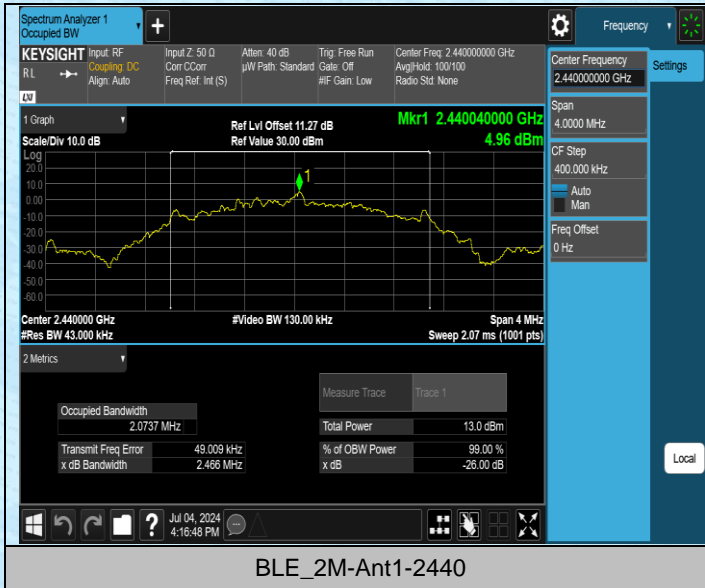 Spectrum Analyzer 1
Occupied BW
+
Frequency
KEYSIGHT
RL
LXI
Input: RF
Coupling: DC
Align: Auto
Input Z: 50 Ω
Corr CCorr
Freq Ref: Int (S)
Atten: 40 dB
µW Path: Standard
Trig: Free Run
Gate: Off
#IF Gain: Low
Center Freq: 2.440000000 GHz
Avg|Hold: 100/100
Radio Std: None
Center Frequency
2.440000000 GHz
Settings
Span
4.0000 MHz
CF Step
400.000 kHz
Auto
Man
Freq Offset
0 Hz
1 Graph
Scale/Div 10.0 dB
Ref Lvl Offset 11.27 dB
Ref Value 30.00 dBm
Mkr1 2.440040000 GHz
4.96 dBm
Log
20.0
10.0
0.00
-10.0
-20.0
-30.0
-40.0
-50.0
-60.0
1
Center 2.440000 GHz
#Res BW 43.000 kHz
#Video BW 130.00 kHz
Span 4 MHz
Sweep 2.07 ms (1001 pts)
2 Metrics
Measure Trace
Trace 1
Occupied Bandwidth
2.0737 MHz
Total Power
13.0 dBm
Transmit Freq Error
49.009 kHz
% of OBW Power
99.00 %
x dB Bandwidth
2.466 MHz
x dB
-26.00 dB
Local
?
Jul 04, 2024
4:16:48 PM
BLE_2M-Ant1-2440